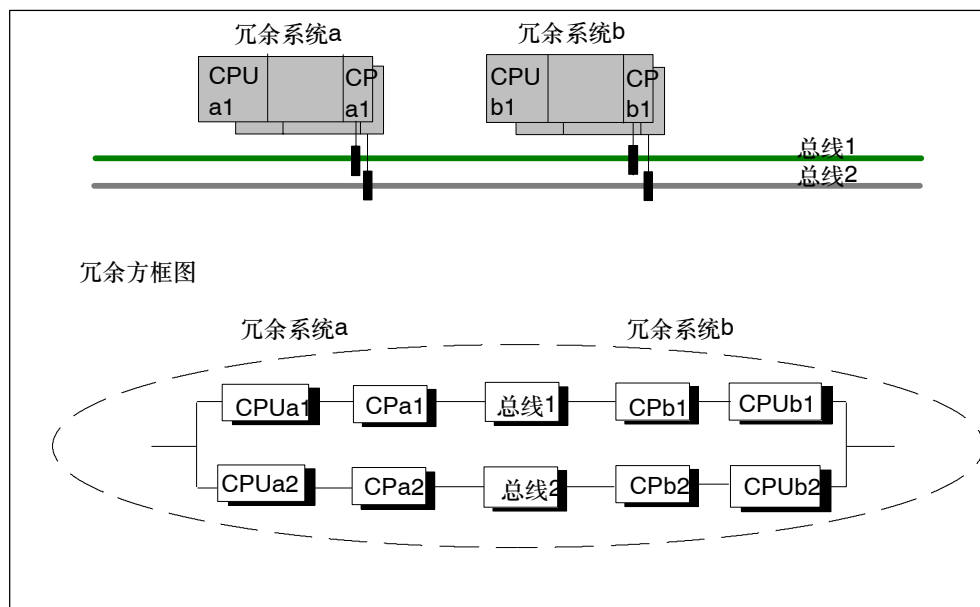 冗余系统a 冗余系统b
CPU a1 CP a1 CPU b1 CP b1
总线1
总线2
冗余方框图
冗余系统a 冗余系统b
CPUa1 CPa1 总线1 CPb1 CPUb1
CPUa2 CPa2 总线2 CPb2 CPUb2